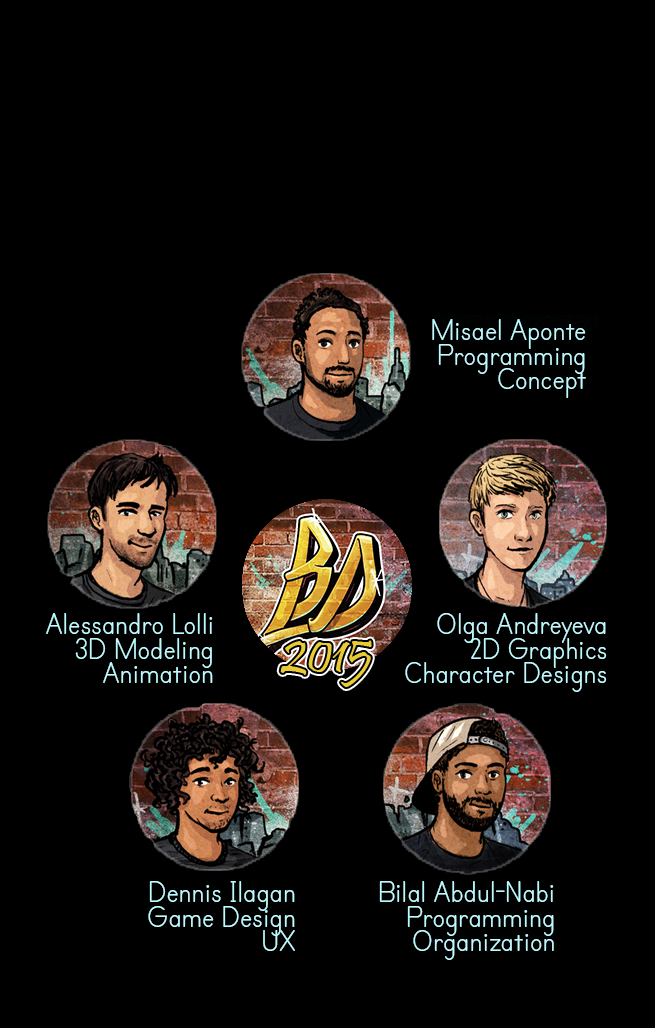 Misael Aponte
Programming
Concept
Alessandro Lolli
3D Modeling
Animation
BD
2015
Olga Andreyeva
2D Graphics
Character Designs
Dennis Ilagan
Game Design
UX
Bilal Abdul-Nabi
Programming
Organization